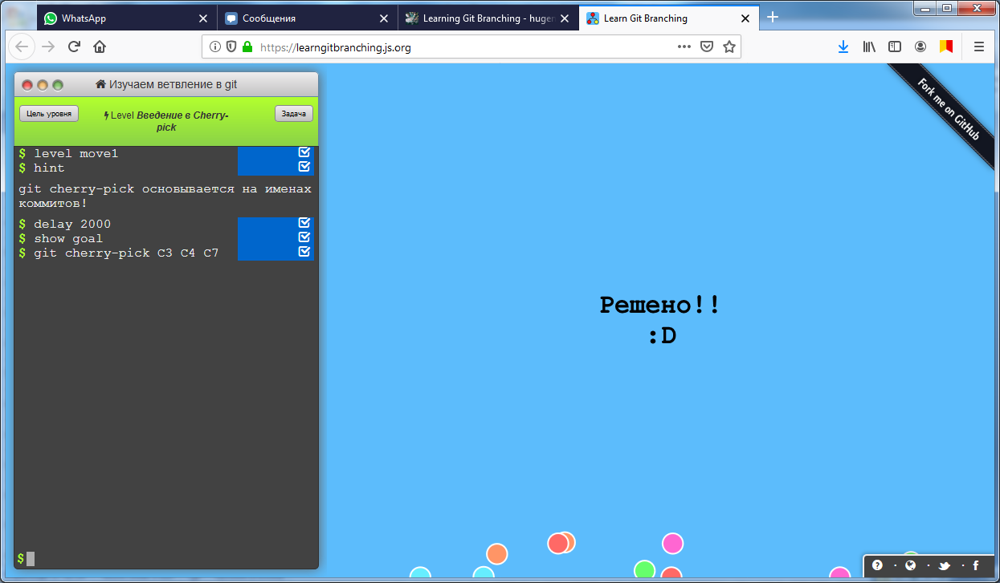 WhatsApp
Сообщения
Learning Git Branching - huger
Learn Git Branching
https://learngitbranching.js.org
Изучаем ветвление в git
Цель уровня
Level Введение в Cherry-
pick
Задача
$ level move1
$ hint
git cherry-pick основывается на именах
коммитов!
$ delay 2000
$ show goal
$ git cherry-pick C3 C4 C7
$
Решено!!
:D
Fork me on GitHub